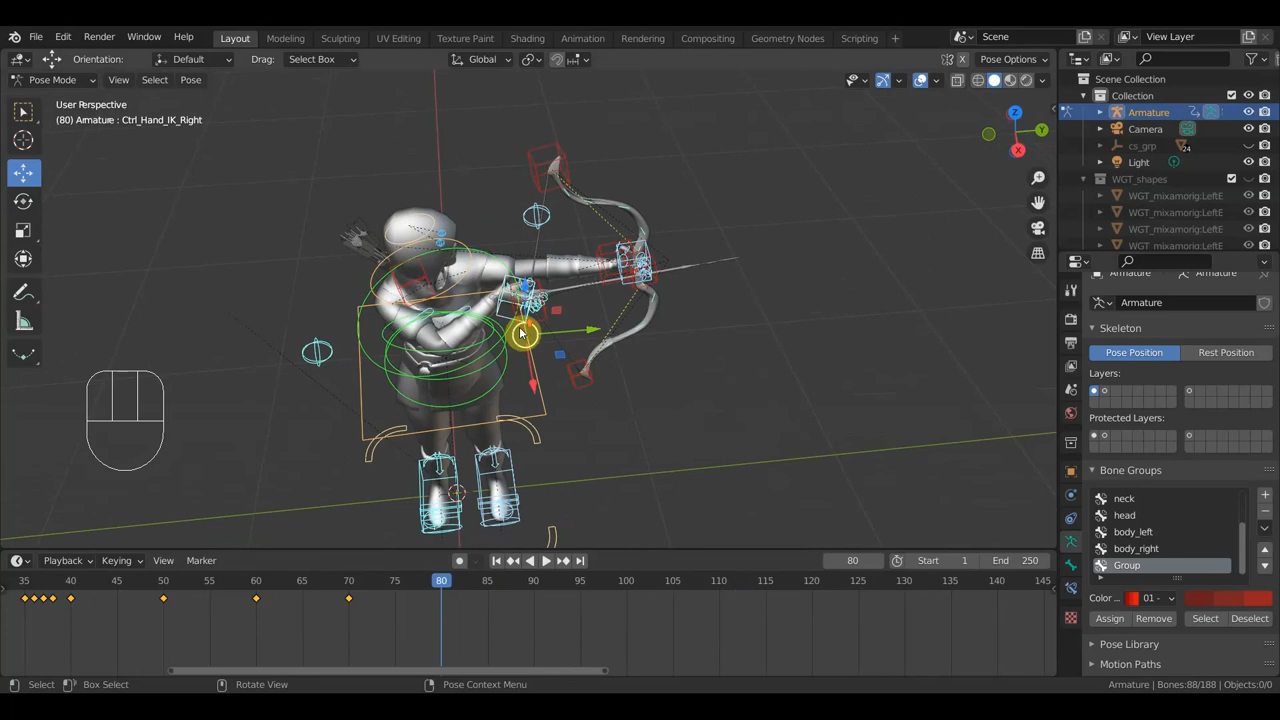 File Edit Render Window Help Layout Modeling Sculpting UV Editing Texture Paint Shading Animation Rendering Compositing Geometry Nodes Scripting + Scene View Layer
Orientation: Default Drag: Select Box Global Pose Options
Pose Mode View Select Pose
User Perspective
(80) Armature : Ctrl_Hand_IK_Right
Z
Y
X
Scene Collection
Collection
Armature
Camera
cs_grp 24
Light
WGT_shapes
WGT_mixamorig:LeftE
WGT_mixamorig:LeftE
WGT_mixamorig:LeftE
WGT_mixamorig:LeftE
Armature Armature
Armature
Skeleton
Pose Position Rest Position
Layers:
Protected Layers:
Bone Groups
neck
head
body_left
body_right
Group
Color ... 01 -
Assign Remove Select Deselect
Pose Library
Motion Paths
Playback Keying View Marker 80 Start 1 End 250
35 40 45 50 55 60 65 70 75 80 85 90 95 100 105 110 115 120 125 130 135 140 145
Select Box Select Rotate View Pose Context Menu Armature | Bones:88/188 | Objects:0/0